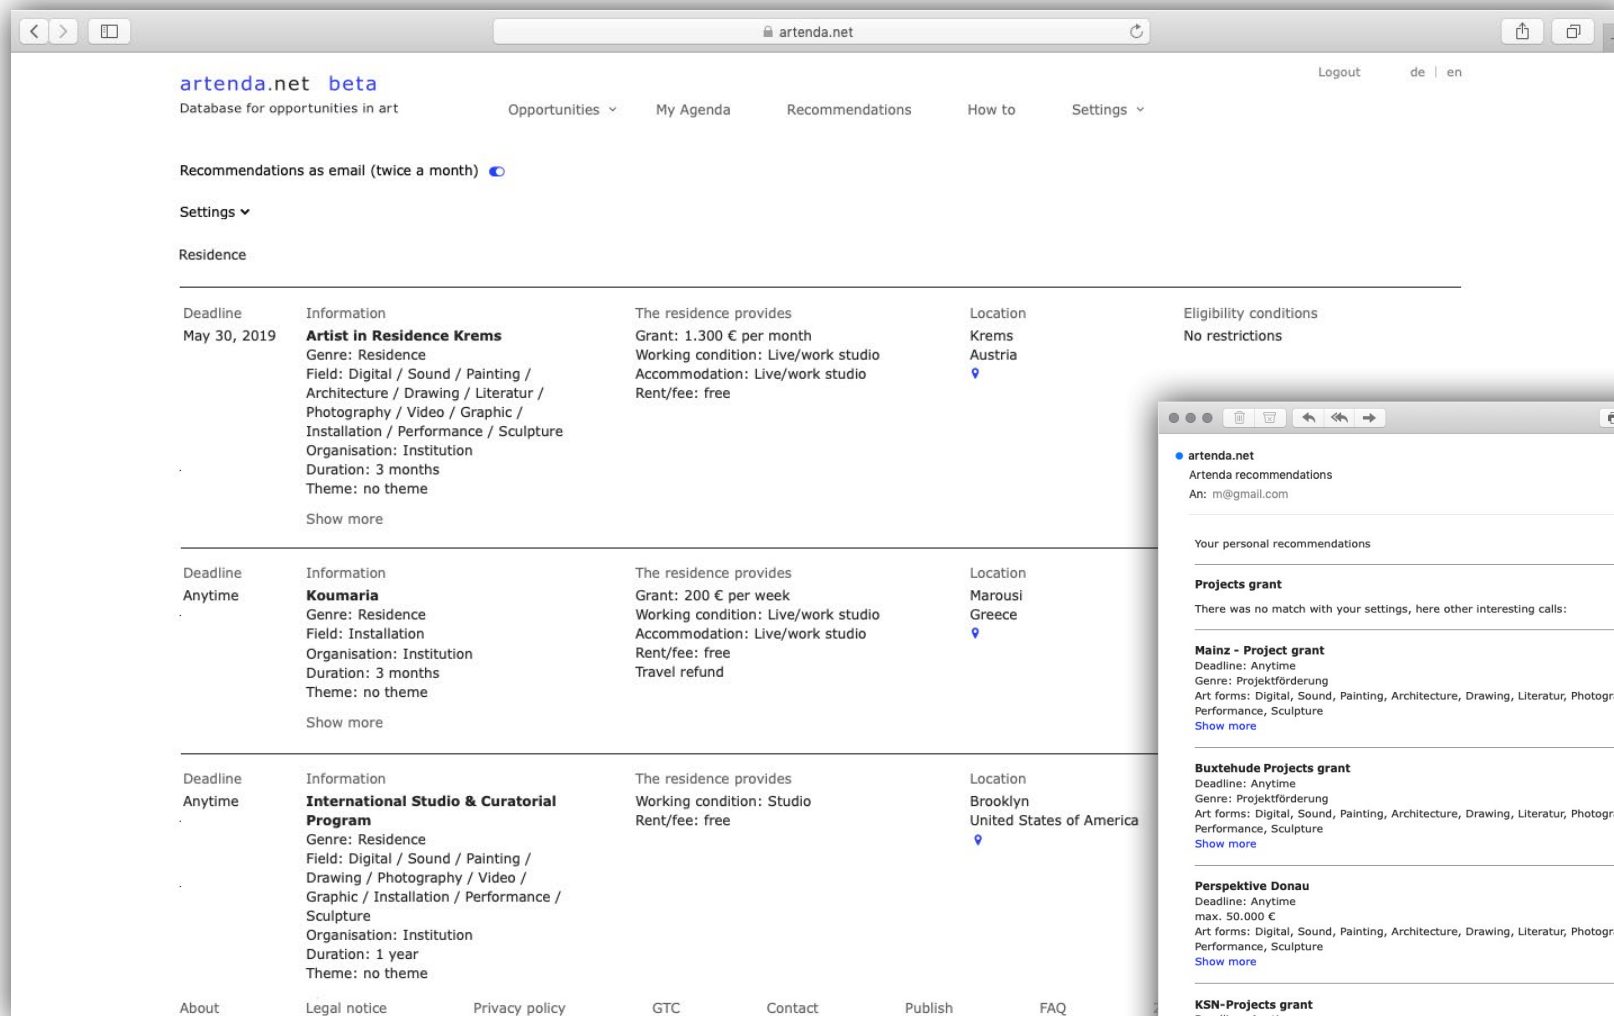 artenda.net
artenda.net beta
Database for opportunities in art
Logout de | en
Opportunities My Agenda Recommendations How to Settings
Recommendations as email (twice a month)
Settings
Residence
Deadline
May 30, 2019
Information
Artist in Residence Krems
Genre: Residence
Field: Digital / Sound / Painting /
Architecture / Drawing / Literatur /
Photography / Video / Graphic /
Installation / Performance / Sculpture
Organisation: Institution
Duration: 3 months
Theme: no theme
Show more
The residence provides
Grant: 1.300 € per month
Working condition: Live/work studio
Accommodation: Live/work studio
Rent/fee: free
Location
Krems
Austria
Eligibility conditions
No restrictions
Deadline
Anytime
Information
Koumaria
Genre: Residence
Field: Installation
Organisation: Institution
Duration: 3 months
Theme: no theme
Show more
The residence provides
Grant: 200 € per week
Working condition: Live/work studio
Accommodation: Live/work studio
Rent/fee: free
Travel refund
Location
Marousi
Greece
Deadline
Anytime
Information
International Studio & Curatorial
Program
Genre: Residence
Field: Digital / Sound / Painting /
Drawing / Photography / Video /
Graphic / Installation / Performance /
Sculpture
Organisation: Institution
Duration: 1 year
Theme: no theme
The residence provides
Working condition: Studio
Rent/fee: free
Location
Brooklyn
United States of America
About Legal notice Privacy policy GTC Contact Publish FAQ
artenda.net
Artenda recommendations
An: m@gmail.com
Your personal recommendations
Projects grant
There was no match with your settings, here other interesting calls:
Mainz - Project grant
Deadline: Anytime
Genre: Projektförderung
Art forms: Digital, Sound, Painting, Architecture, Drawing, Literatur, Photogr
Performance, Sculpture
Show more
Buxtehude Projects grant
Deadline: Anytime
Genre: Projektförderung
Art forms: Digital, Sound, Painting, Architecture, Drawing, Literatur, Photogr
Performance, Sculpture
Show more
Perspektive Donau
Deadline: Anytime
max. 50.000 €
Art forms: Digital, Sound, Painting, Architecture, Drawing, Literatur, Photogr
Performance, Sculpture
Show more
KSN-Projects grant